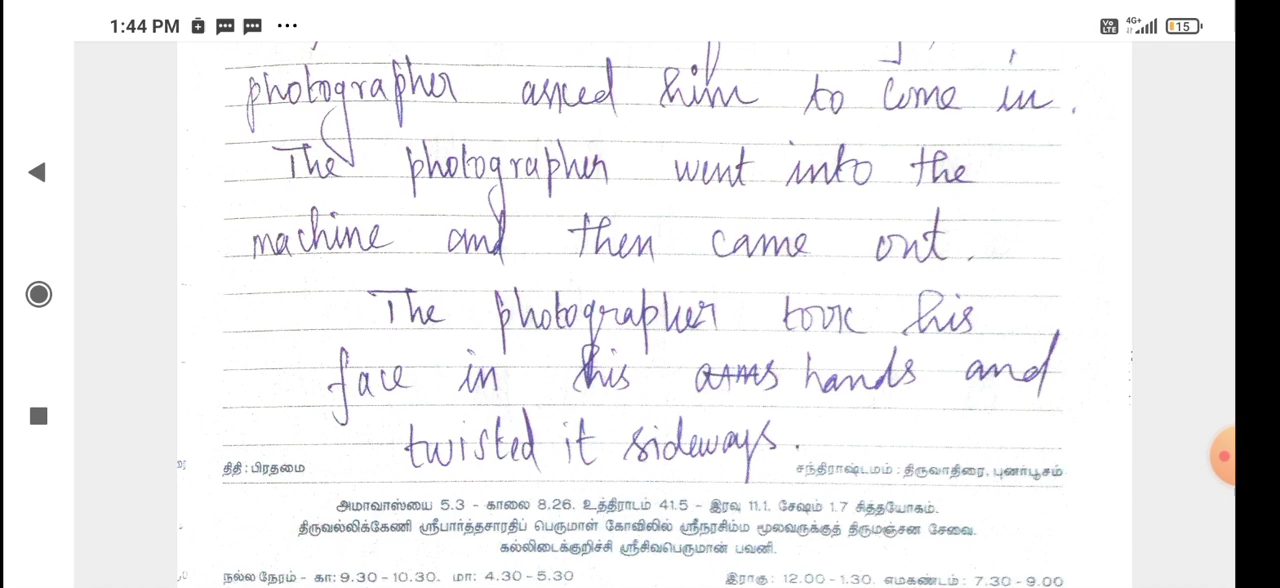 1:44 PM
VoLTE 4G+ 15
photographer asked him to come in.
The photographer went into the
machine and then came out.
The photographer took his
face in his arms hands and
twisted it sideways.
திதி : பிரதமை சந்திராஷ்டமம் : திருவாதிரை, புனர்பூசம்
அமாவாஸ்யை 5.3 - காலை 8.26. உத்திராடம் 41.5 - இரவு 11.1. சேஷம் 1.7 சித்தயோகம்.
திருவல்லிக்கேணி ஸ்ரீபார்த்தசாரதிப் பெருமாள் கோவிலில் ஸ்ரீநரசிம்ம மூலவருக்குத் திருமஞ்சன சேவை.
கல்லிடைக்குறிச்சி ஸ்ரீசிவபெருமான் பவனி.
நல்ல நேரம் - கா: 9.30 - 10.30. மா: 4.30 - 5.30 இராகு : 12.00 - 1.30. எமகண்டம் : 7.30 - 9.00